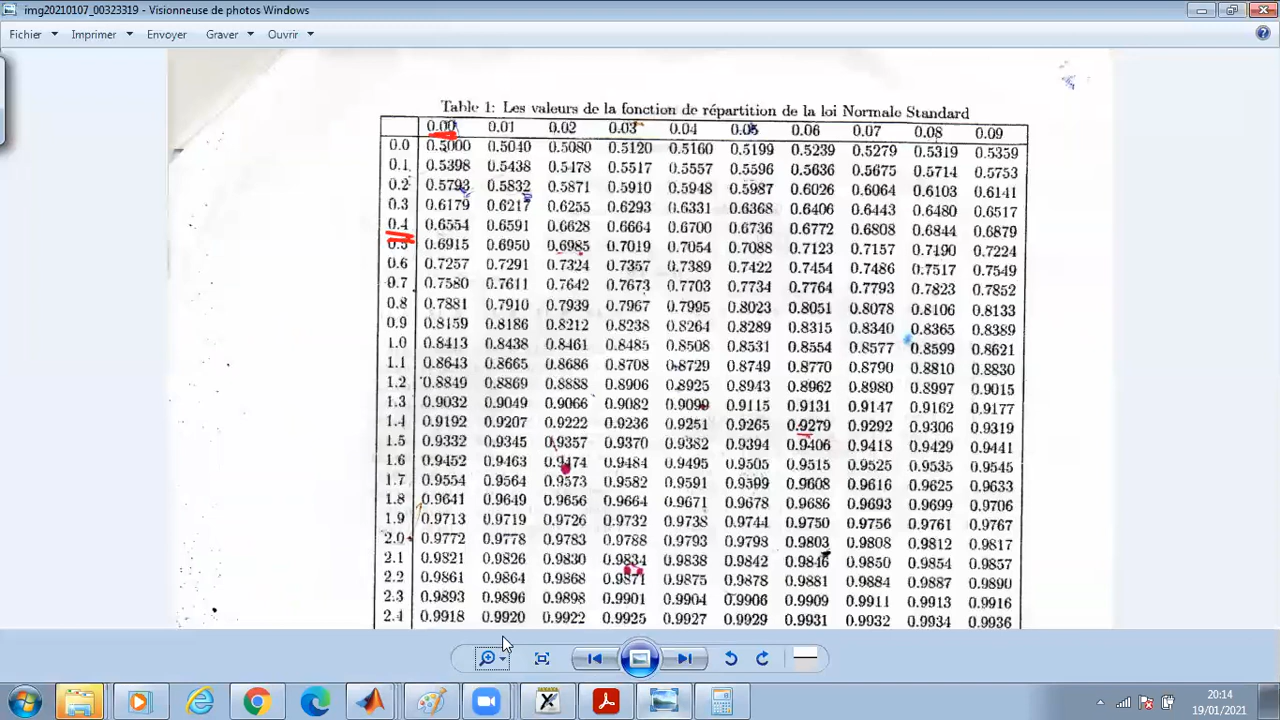 img20210107_00323319 - Visionneuse de photos Windows
Fichier Imprimer Envoyer Graver Ouvrir
Table 1: Les valeurs de la fonction de répartition de la loi Normale Standard
0.00 0.01 0.02 0.03 0.04 0.05 0.06 0.07 0.08 0.09
0.0 0.5000 0.5040 0.5080 0.5120 0.5160 0.5199 0.5239 0.5279 0.5319 0.5359
0.1 0.5398 0.5438 0.5478 0.5517 0.5557 0.5596 0.5636 0.5675 0.5714 0.5753
0.2 0.5793 0.5832 0.5871 0.5910 0.5948 0.5987 0.6026 0.6064 0.6103 0.6141
0.3 0.6179 0.6217 0.6255 0.6293 0.6331 0.6368 0.6406 0.6443 0.6480 0.6517
0.4 0.6554 0.6591 0.6628 0.6664 0.6700 0.6736 0.6772 0.6808 0.6844 0.6879
0.5 0.6915 0.6950 0.6985 0.7019 0.7054 0.7088 0.7123 0.7157 0.7190 0.7224
0.6 0.7257 0.7291 0.7324 0.7357 0.7389 0.7422 0.7454 0.7486 0.7517 0.7549
0.7 0.7580 0.7611 0.7642 0.7673 0.7703 0.7734 0.7764 0.7793 0.7823 0.7852
0.8 0.7881 0.7910 0.7939 0.7967 0.7995 0.8023 0.8051 0.8078 0.8106 0.8133
0.9 0.8159 0.8186 0.8212 0.8238 0.8264 0.8289 0.8315 0.8340 0.8365 0.8389
1.0 0.8413 0.8438 0.8461 0.8485 0.8508 0.8531 0.8554 0.8577 0.8599 0.8621
1.1 0.8643 0.8665 0.8686 0.8708 0.8729 0.8749 0.8770 0.8790 0.8810 0.8830
1.2 0.8849 0.8869 0.8888 0.8906 0.8925 0.8943 0.8962 0.8980 0.8997 0.9015
1.3 0.9032 0.9049 0.9066 0.9082 0.9099 0.9115 0.9131 0.9147 0.9162 0.9177
1.4 0.9192 0.9207 0.9222 0.9236 0.9251 0.9265 0.9279 0.9292 0.9306 0.9319
1.5 0.9332 0.9345 0.9357 0.9370 0.9382 0.9394 0.9406 0.9418 0.9429 0.9441
1.6 0.9452 0.9463 0.9474 0.9484 0.9495 0.9505 0.9515 0.9525 0.9535 0.9545
1.7 0.9554 0.9564 0.9573 0.9582 0.9591 0.9599 0.9608 0.9616 0.9625 0.9633
1.8 0.9641 0.9649 0.9656 0.9664 0.9671 0.9678 0.9686 0.9693 0.9699 0.9706
1.9 0.9713 0.9719 0.9726 0.9732 0.9738 0.9744 0.9750 0.9756 0.9761 0.9767
2.0 0.9772 0.9778 0.9783 0.9788 0.9793 0.9798 0.9803 0.9808 0.9812 0.9817
2.1 0.9821 0.9826 0.9830 0.9834 0.9838 0.9842 0.9846 0.9850 0.9854 0.9857
2.2 0.9861 0.9864 0.9868 0.9871 0.9875 0.9878 0.9881 0.9884 0.9887 0.9890
2.3 0.9893 0.9896 0.9898 0.9901 0.9904 0.9906 0.9909 0.9911 0.9913 0.9916
2.4 0.9918 0.9920 0.9922 0.9925 0.9927 0.9929 0.9931 0.9932 0.9934 0.9936
20:14
19/01/2021